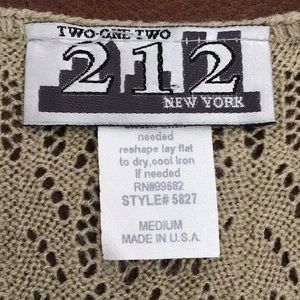 TWO-ONE-TWO
212
NEW YORK
needed
reshape lay flat
to dry,cool Iron
If needed
RN#99682
STYLE# 5827
MEDIUM
MADE IN U.S.A.